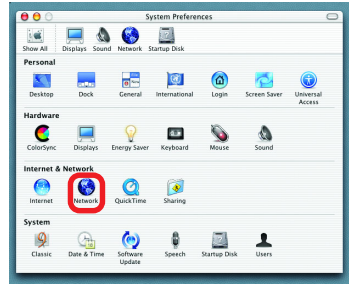 System Preferences
Show All Displays Sound Network Startup Disk
Personal
Desktop Dock General International Login Screen Saver Universal Access
Hardware
ColorSync Displays Energy Saver Keyboard Mouse Sound
Internet & Network
Internet Network QuickTime Sharing
System
Classic Date & Time Software Update Speech Startup Disk Users